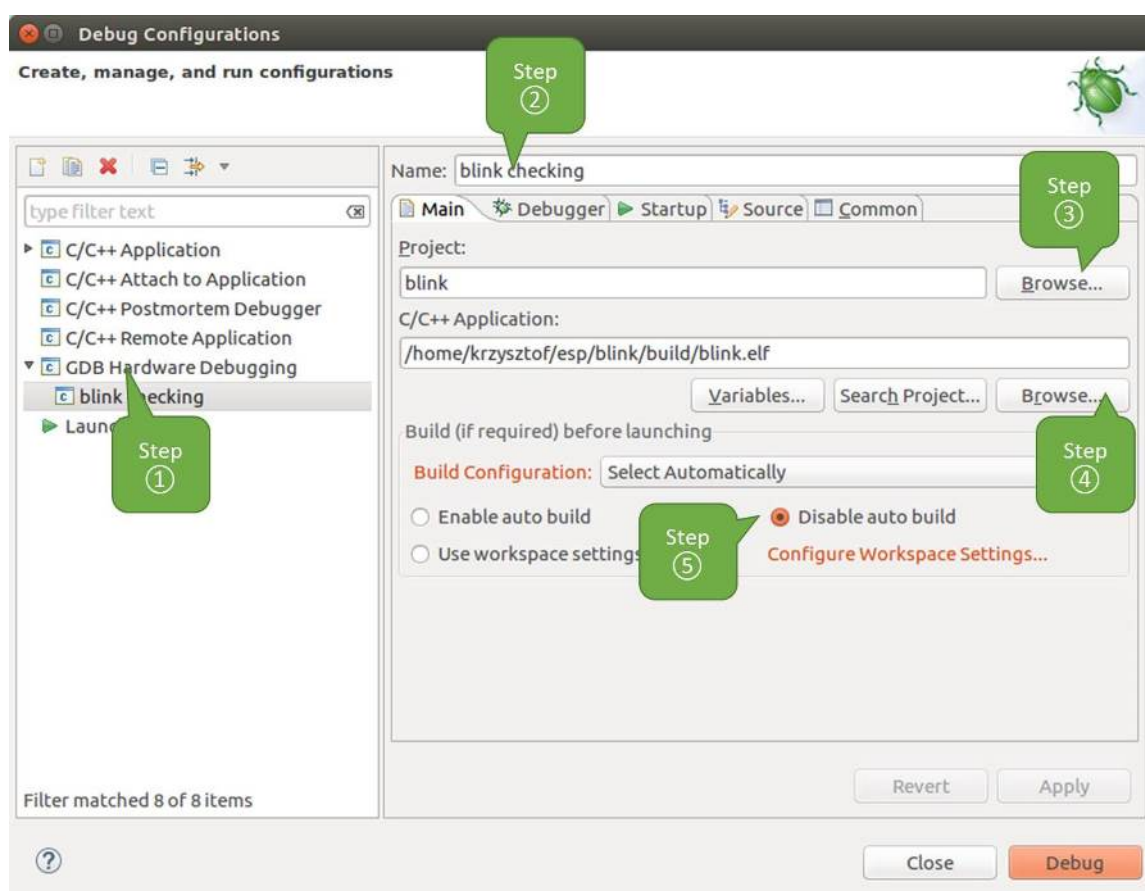 Debug Configurations
Create, manage, and run configurations
Step
②
Name: blink checking
Step
③
type filter text
Main Debugger Startup Source Common
C/C++ Application
C/C++ Attach to Application
C/C++ Postmortem Debugger
C/C++ Remote Application
GDB Hardware Debugging
blink checking
Step
①
Project:
blink Browse...
C/C++ Application:
/home/krzysztof/esp/blink/build/blink.elf
Variables... Search Project... Browse...
Step
④
Build (if required) before launching
Build Configuration: Select Automatically
Enable auto build Disable auto build
Step
⑤
Use workspace settings Configure Workspace Settings...
Revert Apply
Filter matched 8 of 8 items
Close Debug